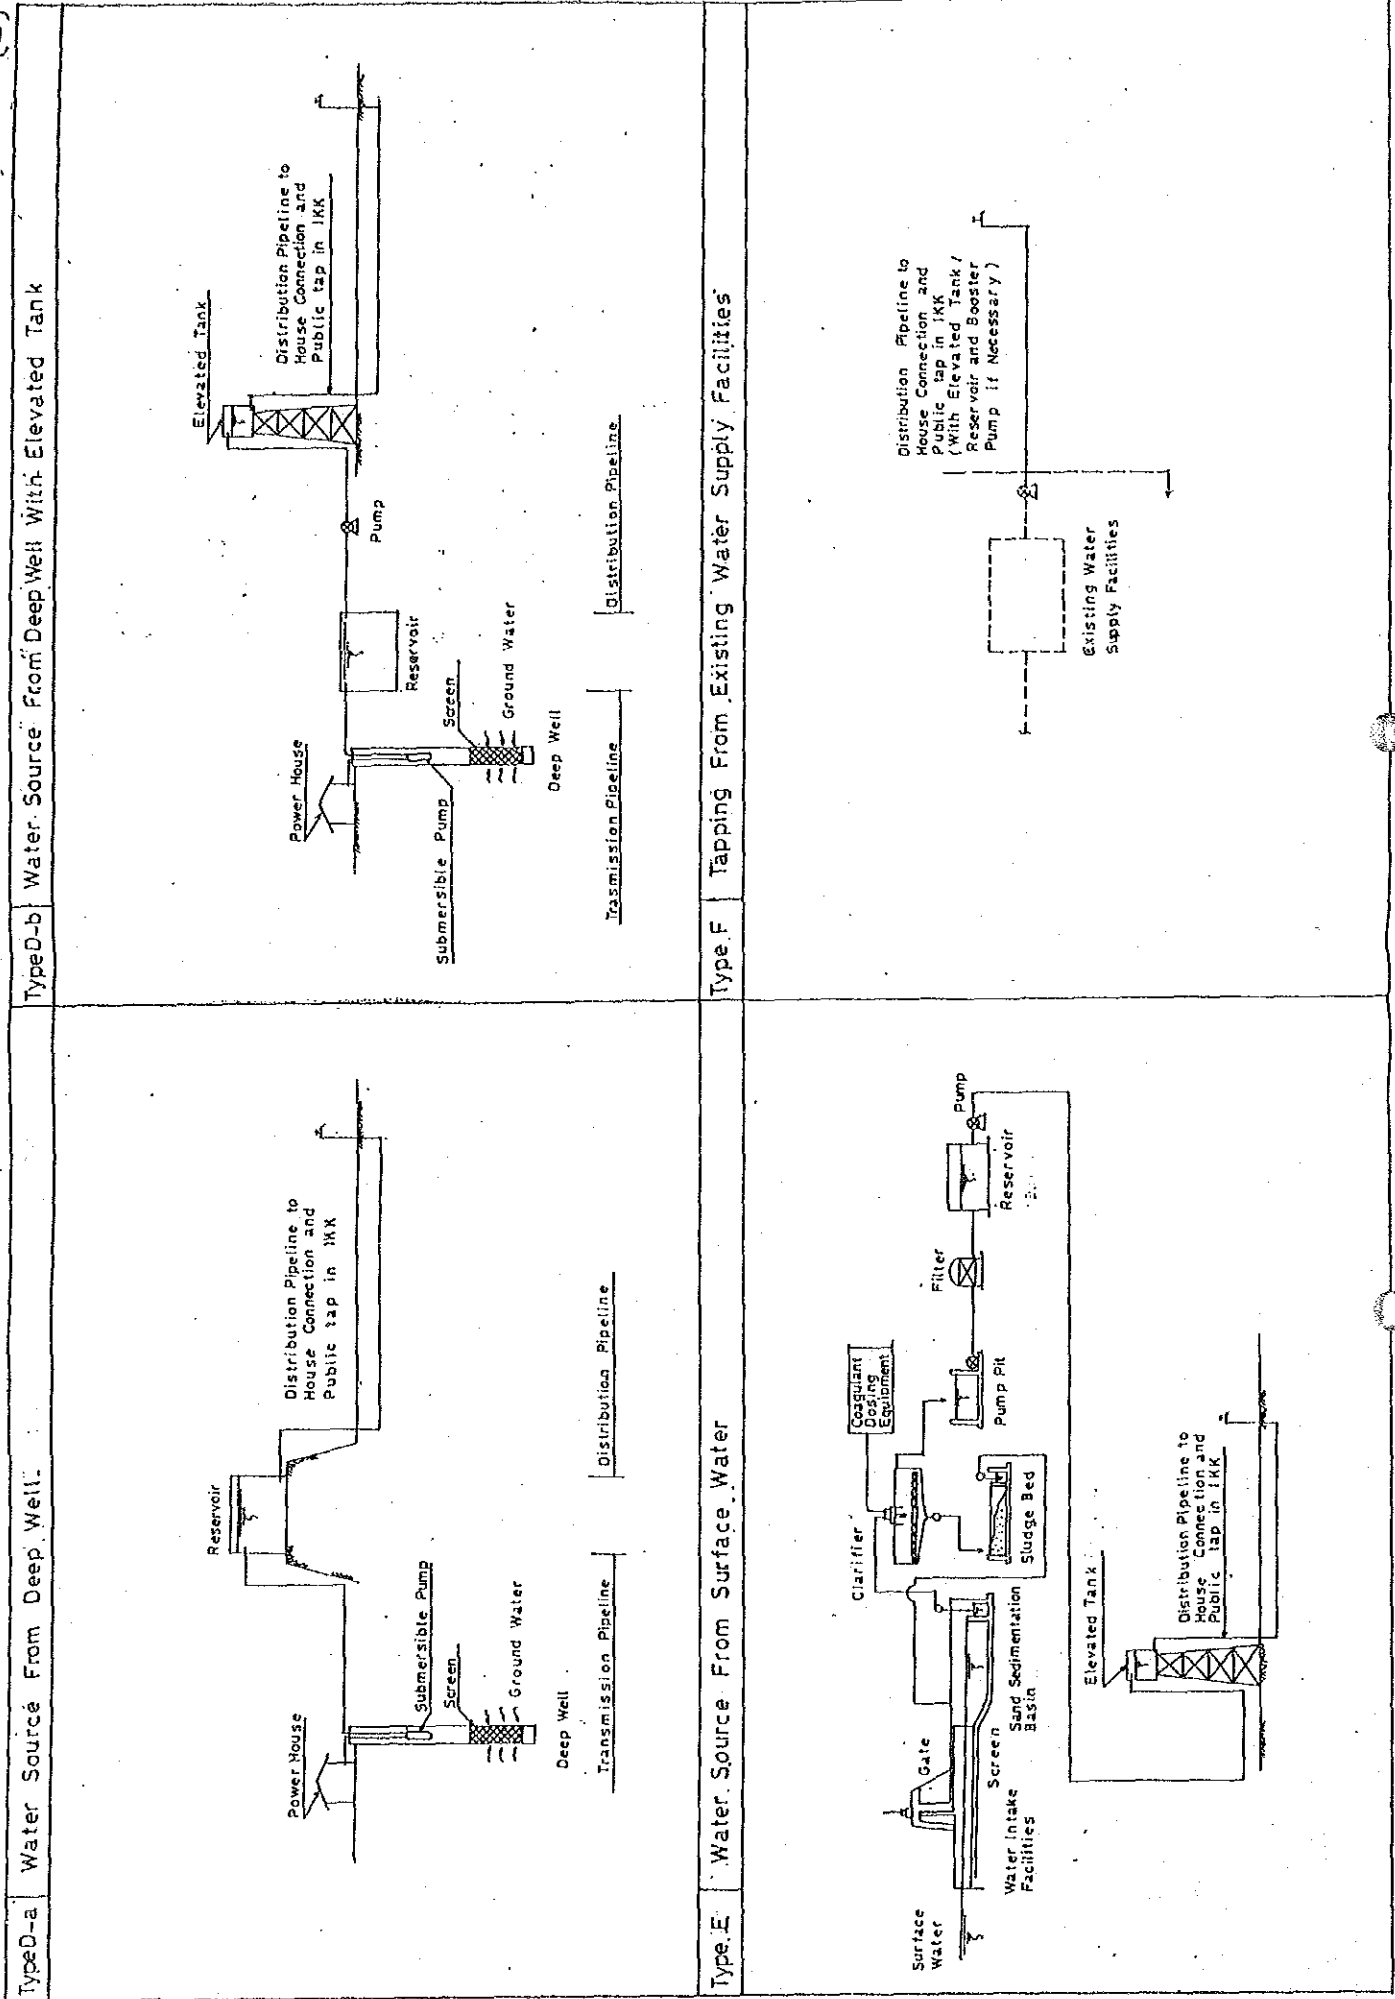 Type D-a
Water Source From Deep Well.
Reservoir
Distribution Pipeline to
House Connection and
Public tap in IKK
Power House
Submersible Pump
Screen
Ground Water
Deep Well
Transmission Pipeline
Distribution Pipeline
Type D-b
Water Source From Deep Well With Elevated Tank
Elevated Tank
Distribution Pipeline to
House Connection and
Public tap in IKK
Power House
Pump
Reservoir
Screen
Submersible Pump
Ground Water
Deep Well
Trasmission Pipeline
Distribution Pipeline
Type.E
Water Source From Surface Water
Coagulant
Dosing
Equipment
Clarifier
Filter
Pump
Gate
Surface
Water
Screen
Water Intake
Facilities
Sand Sedimentation
Basin
Sludge Bed
Pump Pit
Reservoir
Elevated Tank
Distribution Pipeline to
House Connection and
Public tap in IKK
Type.F
Tapping From Existing Water Supply Facilities
Distribution Pipeline to
House Connection and
Public tap in IKK
(With Elevated Tank /
Reservoir and Booster
Pump if Necessary)
Existing Water
Supply Facilities